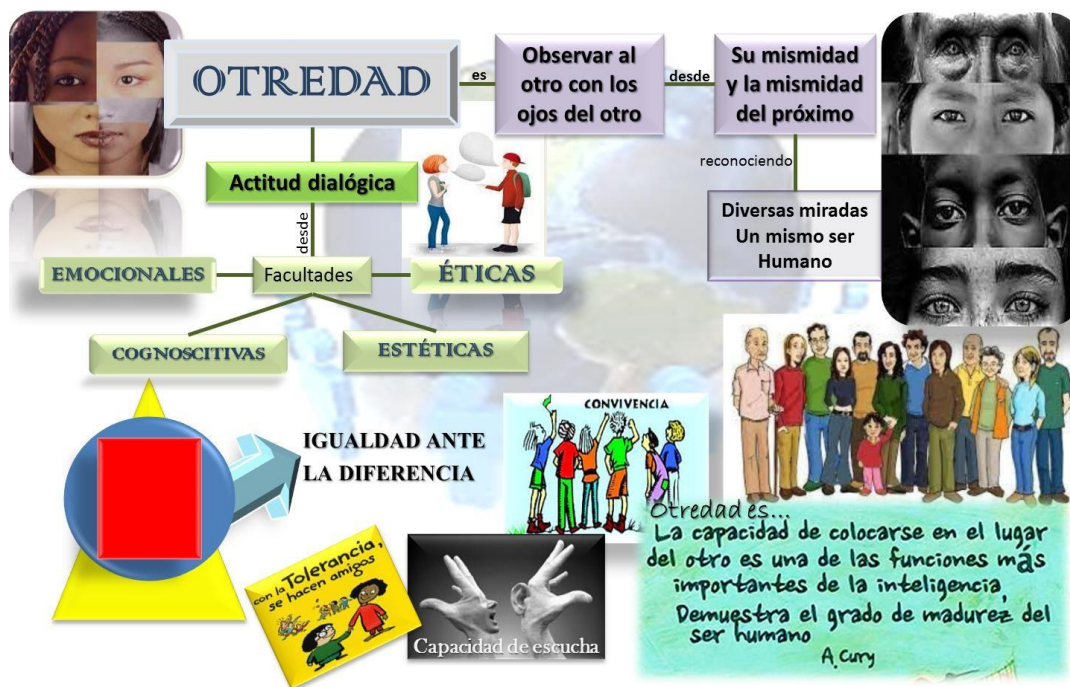 OTREDAD
es
Observar al
otro con los
ojos del otro
desde
Su mismidad
y la mismidad
del próximo
reconociendo
Diversas miradas
Un mismo ser
Humano
Actitud dialógica
desde
EMOCIONALES
Facultades
ÉTICAS
COGNOSCITIVAS
ESTÉTICAS
IGUALDAD ANTE
LA DIFERENCIA
CONVIVENCIA
con la Tolerancia,
se hacen amigos
Capacidad de escucha
Otredad es...
La capacidad de colocarse en el lugar
del otro es una de las funciones más
importantes de la inteligencia,
Demuestra el grado de madurez del
ser humano
A. Cury